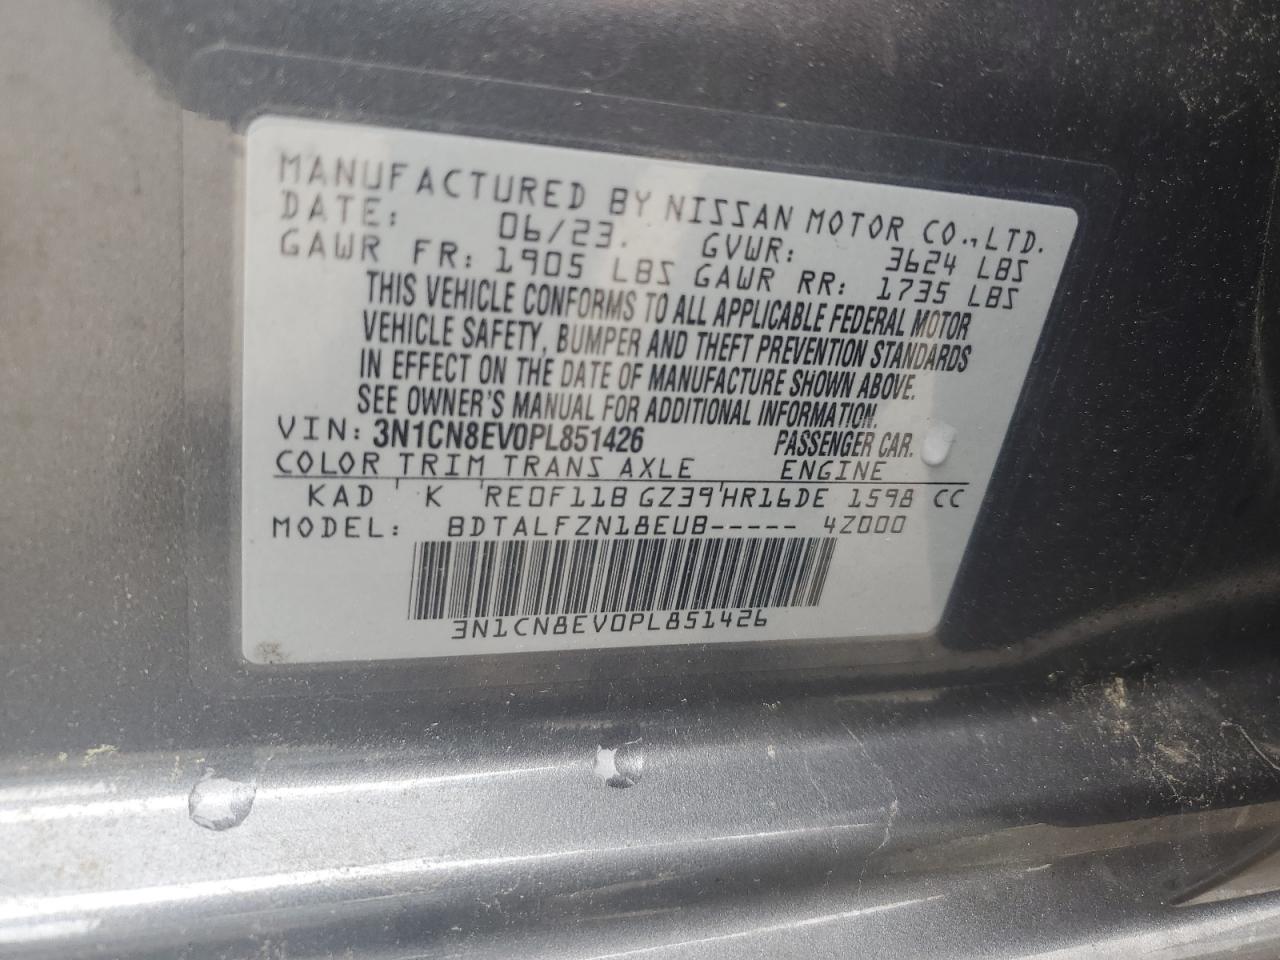 MANUFACTURED BY NISSAN MOTOR CO.,LTD.
DATE: 06/23. GVWR: 3624 LBS
GAWR FR: 1905 LBS GAWR RR: 1735 LBS
THIS VEHICLE CONFORMS TO ALL APPLICABLE FEDERAL MOTOR
VEHICLE SAFETY, BUMPER AND THEFT PREVENTION STANDARDS
IN EFFECT ON THE DATE OF MANUFACTURE SHOWN ABOVE.
SEE OWNER'S MANUAL FOR ADDITIONAL INFORMATION.
VIN: 3N1CN8EV0PL851426 PASSENGER CAR.
COLOR TRIM TRANS AXLE ENGINE
KAD K RE0F11B GZ39 HR16DE 1598 CC
MODEL: BDTALFZN18EUB----- 4Z000
3N1CN8EV0PL851426